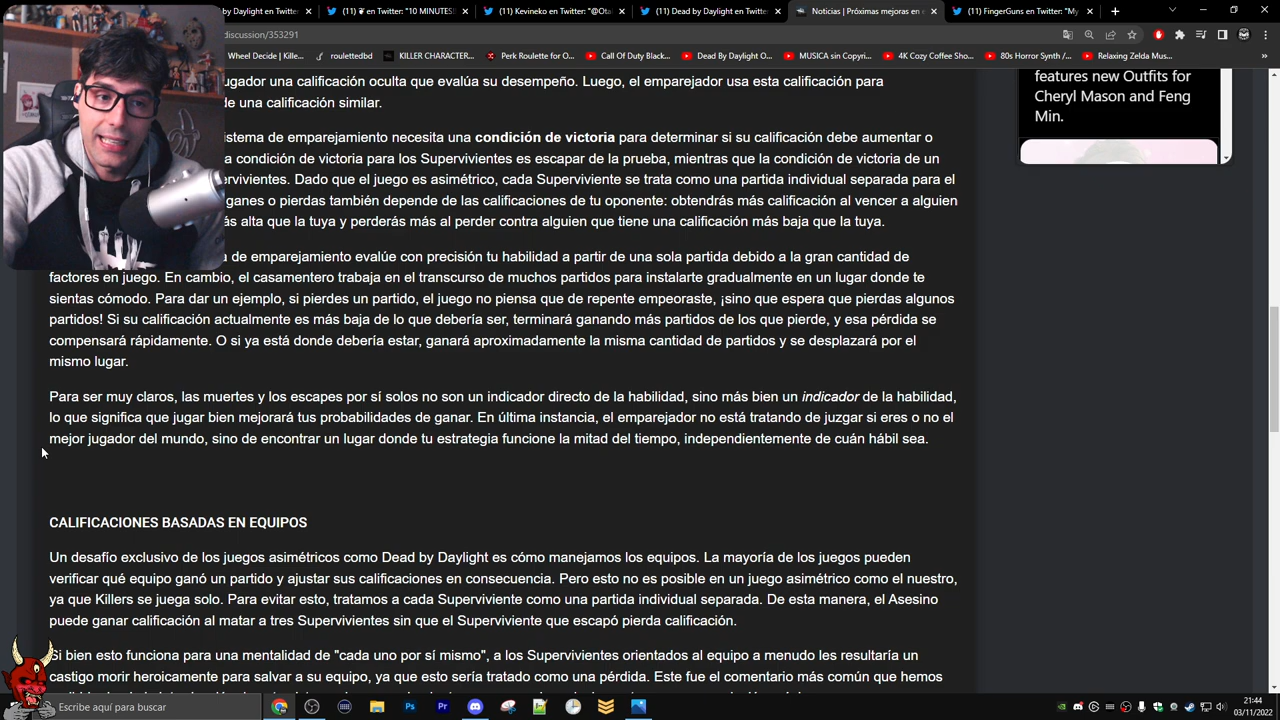 by Daylight en Twitter
(11) ❦ en Twitter: "10 MINUTES!
(11) Kevineko en Twitter: "@Ota
(11) Dead by Daylight en Twitter
Noticias | Próximas mejoras en e
(11) FingerGuns en Twitter: "My
discussion/353291
Wheel Decide | Kille...
roulettedbd
KILLER CHARACTER...
Perk Roulette for O...
Call Of Duty Black...
Dead By Daylight O...
MUSICA sin Copyri...
4K Cozy Coffee Sho...
80s Horror Synth /...
Relaxing Zelda Mus...
ugador una calificación oculta que evalúa su desempeño. Luego, el emparejador usa esta calificación para
de una calificación similar.
istema de emparejamiento necesita una condición de victoria para determinar si su calificación debe aumentar o
a condición de victoria para los Supervivientes es escapar de la prueba, mientras que la condición de victoria de un
ervivientes. Dado que el juego es asimétrico, cada Superviviente se trata como una partida individual separada para el
ganes o pierdas también depende de las calificaciones de tu oponente: obtendrás más calificación al vencer a alguien
ás alta que la tuya y perderás más al perder contra alguien que tiene una calificación más baja que la tuya.
a de emparejamiento evalúe con precisión tu habilidad a partir de una sola partida debido a la gran cantidad de
factores en juego. En cambio, el casamentero trabaja en el transcurso de muchos partidos para instalarte gradualmente en un lugar donde te
sientas cómodo. Para dar un ejemplo, si pierdes un partido, el juego no piensa que de repente empeoraste, ¡sino que espera que pierdas algunos
partidos! Si su calificación actualmente es más baja de lo que debería ser, terminará ganando más partidos de los que pierde, y esa pérdida se
compensará rápidamente. O si ya está donde debería estar, ganará aproximadamente la misma cantidad de partidos y se desplazará por el
mismo lugar.
Para ser muy claros, las muertes y los escapes por sí solos no son un indicador directo de la habilidad, sino más bien un indicador de la habilidad,
lo que significa que jugar bien mejorará tus probabilidades de ganar. En última instancia, el emparejador no está tratando de juzgar si eres o no el
mejor jugador del mundo, sino de encontrar un lugar donde tu estrategia funcione la mitad del tiempo, independientemente de cuán hábil sea.
CALIFICACIONES BASADAS EN EQUIPOS
Un desafío exclusivo de los juegos asimétricos como Dead by Daylight es cómo manejamos los equipos. La mayoría de los juegos pueden
verificar qué equipo ganó un partido y ajustar sus calificaciones en consecuencia. Pero esto no es posible en un juego asimétrico como el nuestro,
ya que Killers se juega solo. Para evitar esto, tratamos a cada Superviviente como una partida individual separada. De esta manera, el Asesino
puede ganar calificación al matar a tres Supervivientes sin que el Superviviente que escapó pierda calificación.
Si bien esto funciona para una mentalidad de "cada uno por sí mismo", a los Supervivientes orientados al equipo a menudo les resultaría un
castigo morir heroicamente para salvar a su equipo, ya que esto sería tratado como una pérdida. Este fue el comentario más común que hemos
features new Outfits for
Cheryl Mason and Feng
Min.
Escribe aquí para buscar
21:44
03/11/2022